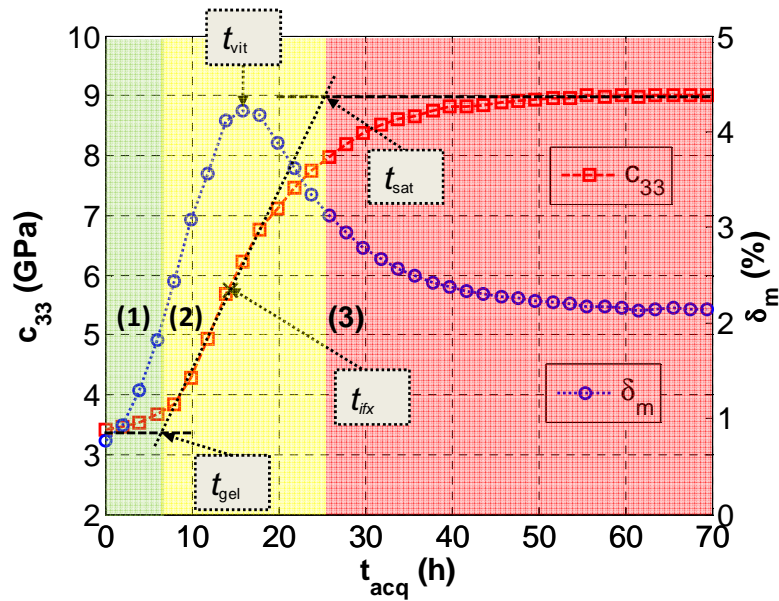 t_vit
10
9
8
7
6
5
4
3
2
c_33 (GPa)
5
4
3
2
1
0
δ_m (%)
t_sat
c_33
(1)
(2)
(3)
t_ifx
δ_m
t_gel
0
10
20
30
40
50
60
70
t_acq (h)